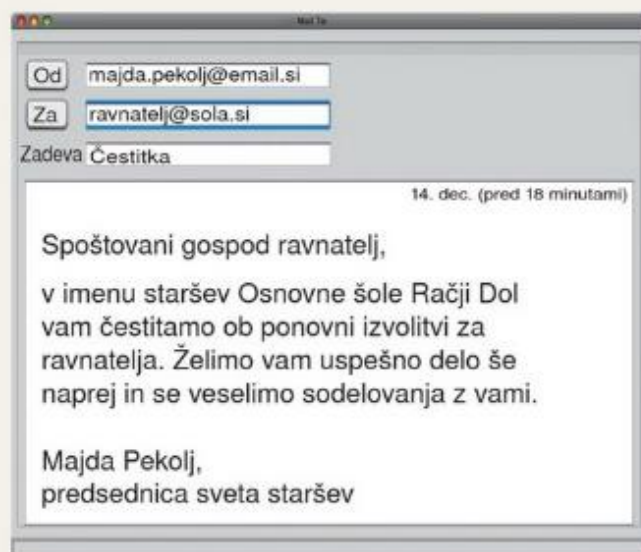 Mail To
Od majda.pekolj@email.si
Za ravnatelj@sola.si
Zadeva Čestitka
14. dec. (pred 18 minutami)
Spoštovani gospod ravnatelj,
v imenu staršev Osnovne šole Račji Dol
vam čestitamo ob ponovni izvolitvi za
ravnatelja. Želimo vam uspešno delo še
naprej in se veselimo sodelovanja z vami.
Majda Pekolj,
predsednica sveta staršev